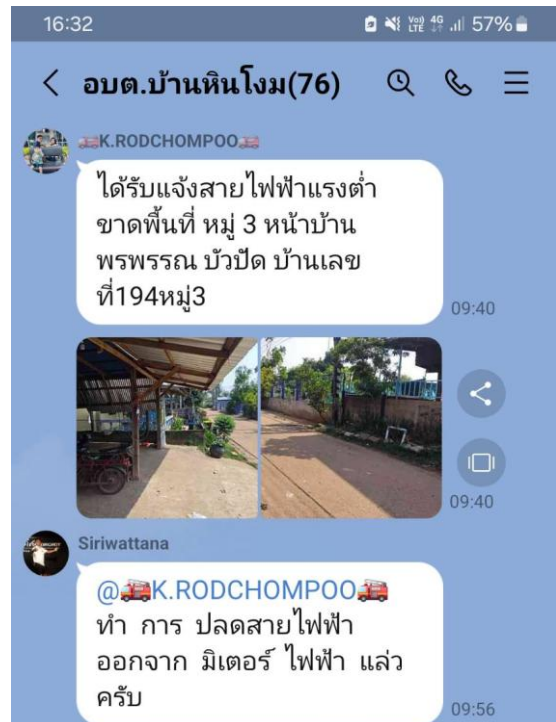 16:32
Vo)) 4G 57%
LTE
อบต.บ้านหินโงม(76)
K.RODCHOMPOO
ได้รับแจ้งสายไฟฟ้าแรงต่ำ
ขาดพื้นที่ หมู่ 3 หน้าบ้าน
พรพรรณ บัวปัด บ้านเลข
ที่194หมู่3
09:40
09:40
Siriwattana
@🚒K.RODCHOMPOO🚒
ทำ การ ปลดสายไฟฟ้า
ออกจาก มิเตอร์ ไฟฟ้า แล่ว
ครับ
09:56